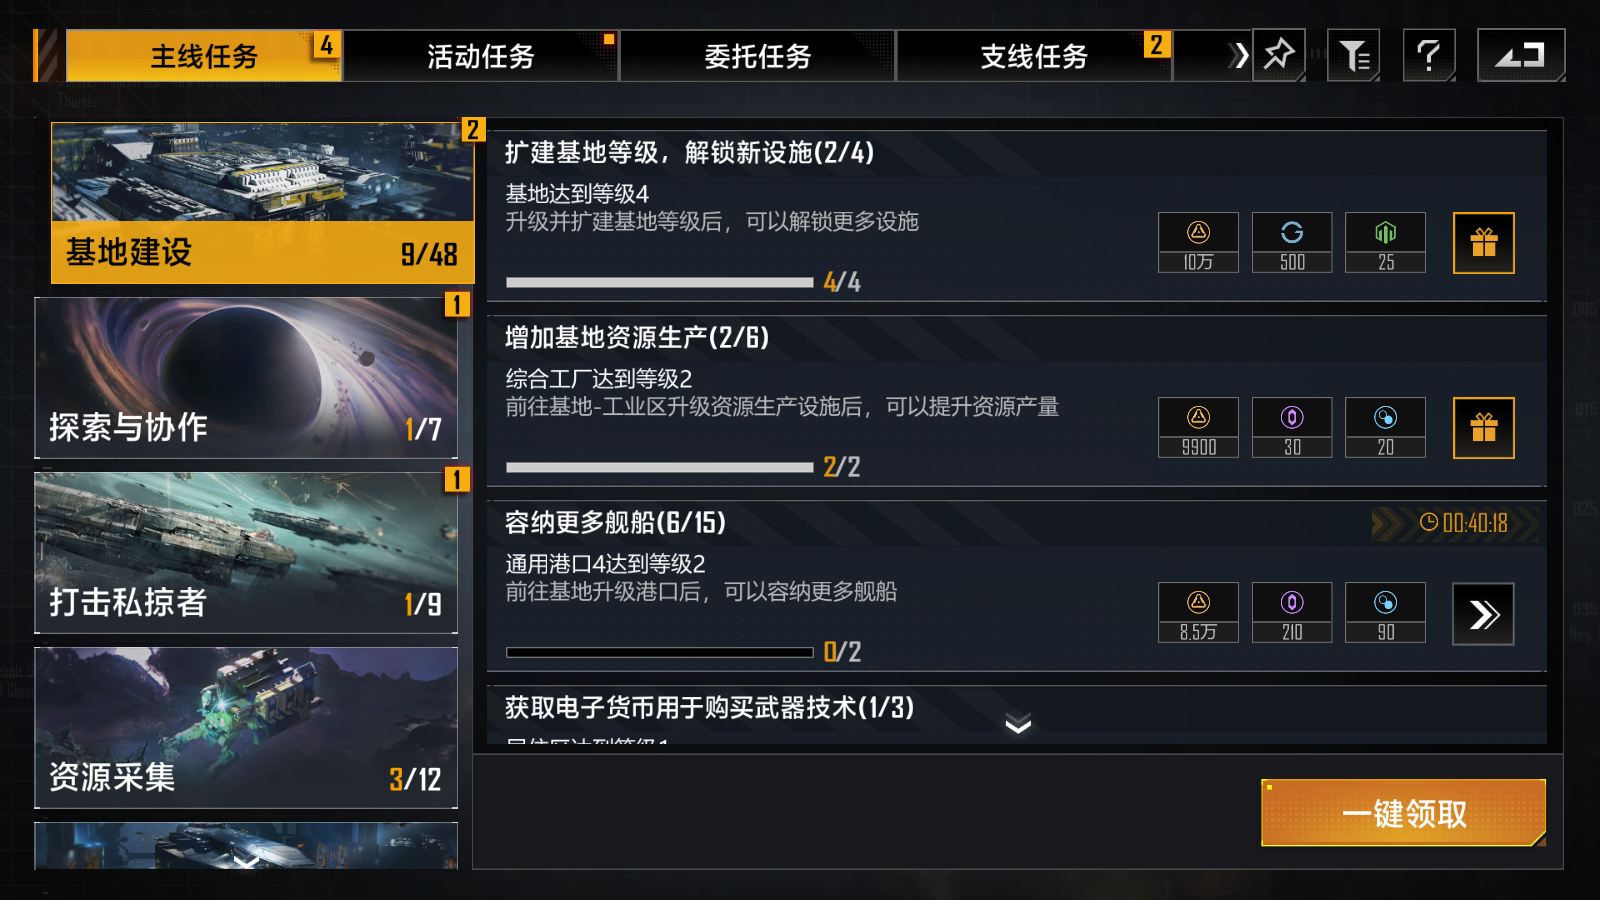 主线任务
4
活动任务
委托任务
支线任务
2
Thunde
2
基地建设
9/48
1
探索与协作
1/7
1
打击私掠者
1/9
资源采集
3/12
扩建基地等级，解锁新设施(2/4)
基地达到等级4
升级并扩建基地等级后，可以解锁更多设施
4/4
10万
500
25
增加基地资源生产(2/6)
综合工厂达到等级2
前往基地-工业区升级资源生产设施后，可以提升资源产量
2/2
9900
30
20
容纳更多舰船(6/15)
00:40:18
通用港口4达到等级2
前往基地升级港口后，可以容纳更多舰船
0/2
8.5万
210
90
获取电子货币用于购买武器技术(1/3)
居住区达到等级1
一键领取